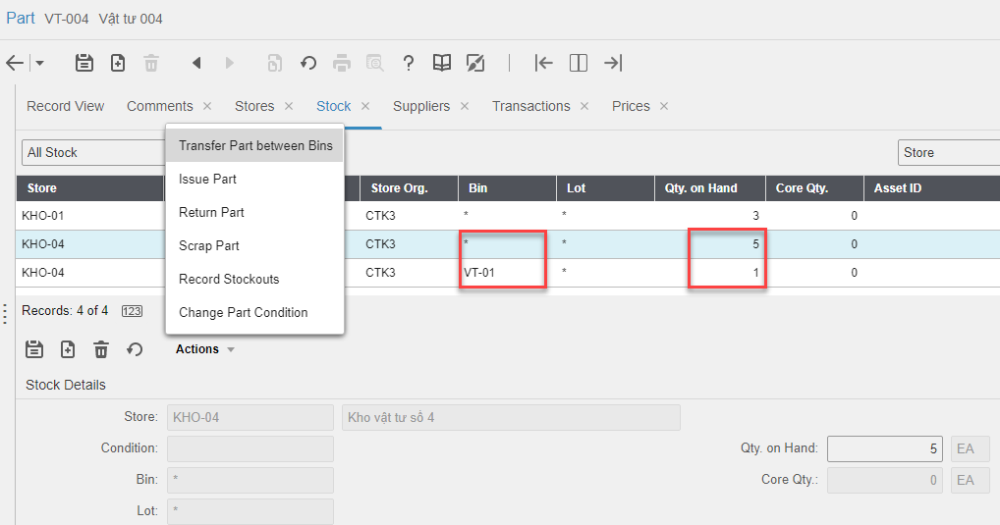 Part VT-004 Vật tư 004
Record View Comments × Stores × Stock × Suppliers × Transactions × Prices ×
All Stock Store
Transfer Part between Bins
Issue Part
Return Part
Scrap Part
Record Stockouts
Change Part Condition
Store Store Org. Bin Lot Qty. on Hand Core Qty. Asset ID
KHO-01 CTK3 * * 3 0
KHO-04 CTK3 * * 5 0
KHO-04 CTK3 VT-01 * 1 0
Records: 4 of 4 123
Actions
Stock Details
Store: KHO-04 Kho vật tư số 4
Condition: Qty. on Hand: 5 EA
Bin: * Core Qty.: 0 EA
Lot: *